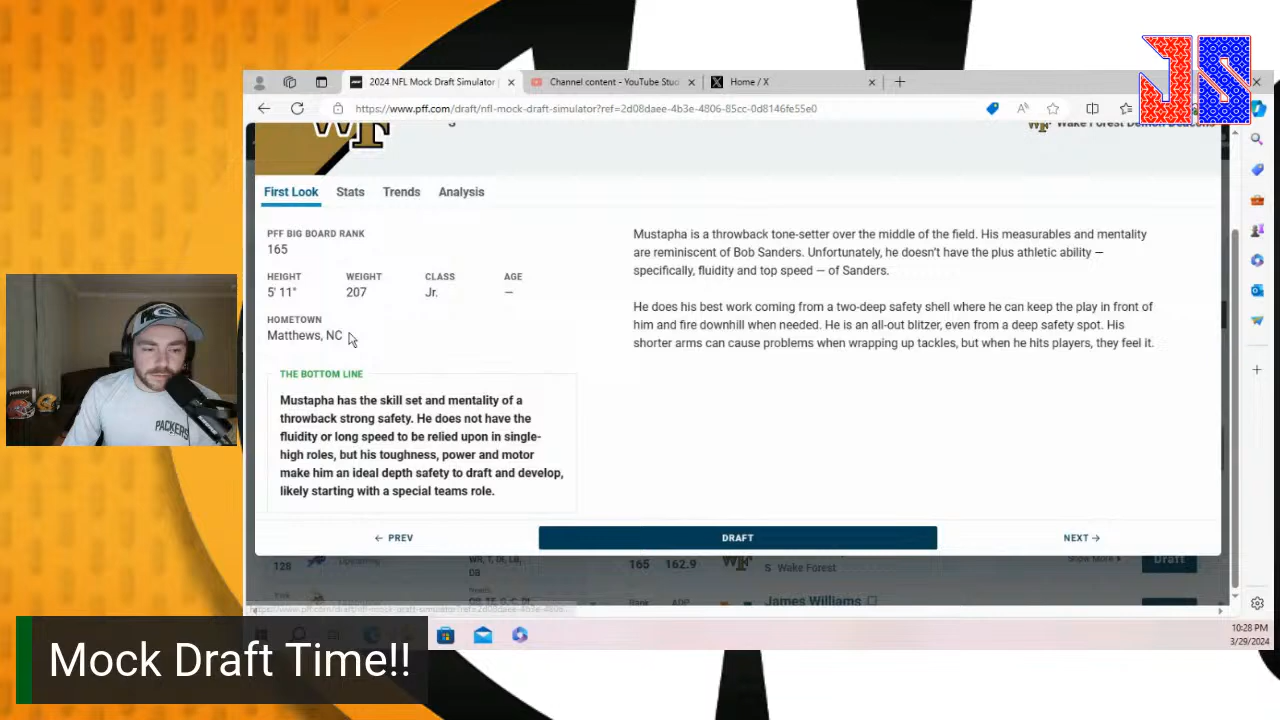 JS
2024 NFL Mock Draft Simulator
Channel content - YouTube Stud
Home / X
https://www.pff.com/draft/nfl-mock-draft-simulator?ref=2d08daee-4b3e-4806-85cc-0d8146fe55e0
WF
S
WF Wake Forest Demon Deacons
First Look Stats Trends Analysis
PFF BIG BOARD RANK
165
HEIGHT WEIGHT CLASS AGE
5' 11" 207 Jr. —
HOMETOWN
Matthews, NC
THE BOTTOM LINE
Mustapha has the skill set and mentality of a
throwback strong safety. He does not have the
fluidity or long speed to be relied upon in single-
high roles, but his toughness, power and motor
make him an ideal depth safety to draft and develop,
likely starting with a special teams role.
Mustapha is a throwback tone-setter over the middle of the field. His measurables and mentality
are reminiscent of Bob Sanders. Unfortunately, he doesn't have the plus athletic ability —
specifically, fluidity and top speed — of Sanders.
He does his best work coming from a two-deep safety shell where he can keep the play in front of
him and fire downhill when needed. He is an all-out blitzer, even from a deep safety spot. His
shorter arms can cause problems when wrapping up tackles, but when he hits players, they feel it.
← PREV
DRAFT
NEXT →
128 Upcoming
165 162.9 WF S Wake Forest
Show More
Draft
Rank ADP James Williams
PACKERS
10:28 PM
3/29/2024
Mock Draft Time!!